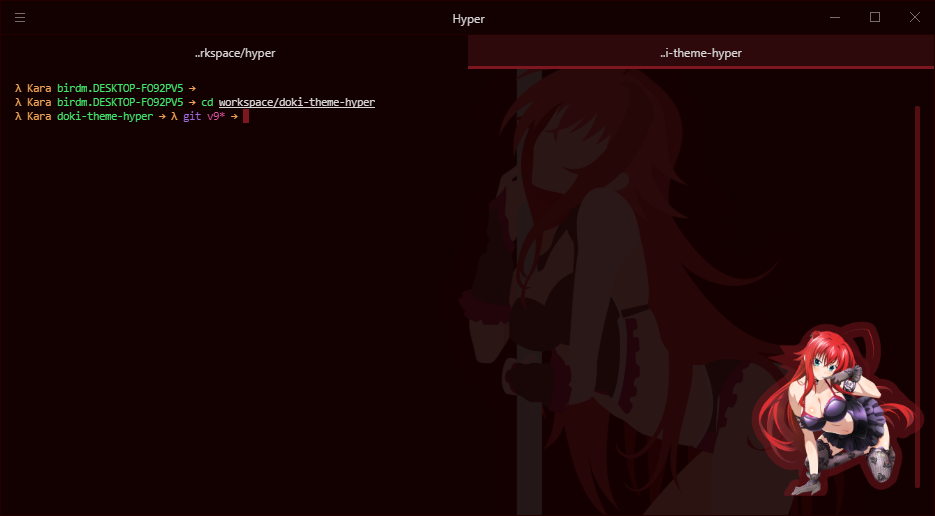 Hyper
..rkspace/hyper
..i-theme-hyper
λ Kara birdm.DESKTOP-FO92PV5 →
λ Kara birdm.DESKTOP-FO92PV5 → cd workspace/doki-theme-hyper
λ Kara doki-theme-hyper → λ git v9* →